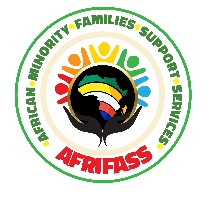 • AFRICAN • MINORITY • FAMILIES • SUPPORT • SERVICES •
AFRIFASS